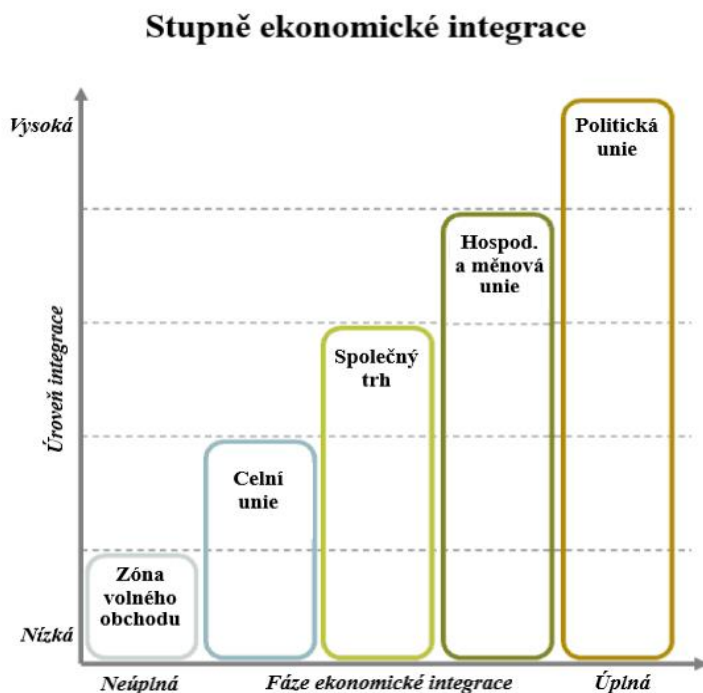 Stupně ekonomické integrace
Vysoká
Politická
unie
Hospod.
a měnová
unie
Společný
trh
Úroveň integrace
Celní
unie
Zóna
volného
obchodu
Nízká
Neúplná
Fáze ekonomické integrace
Úplná